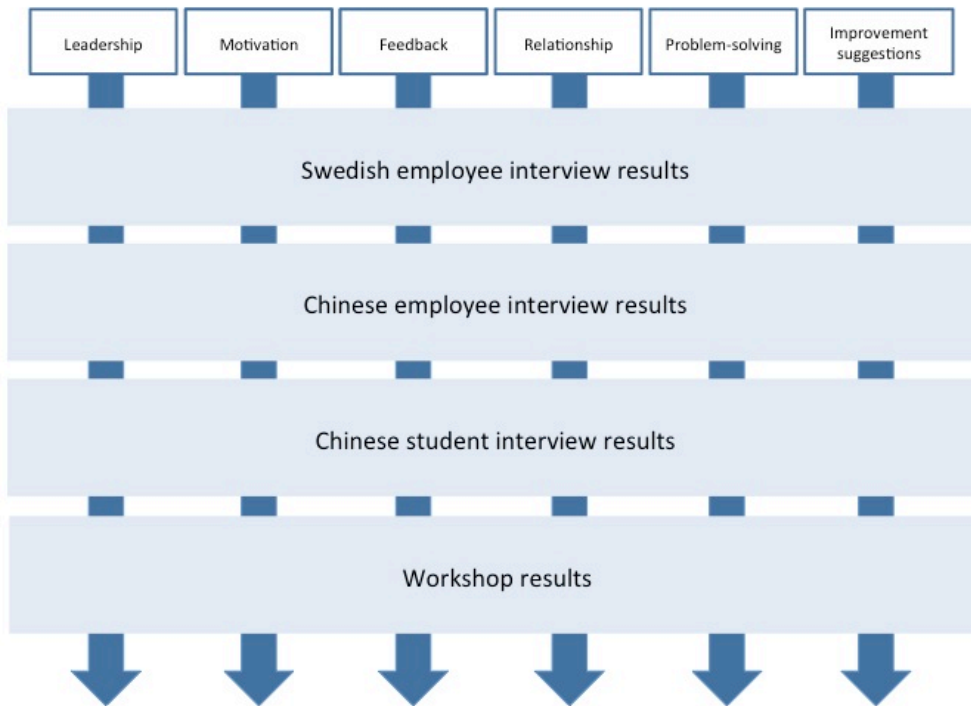 Leadership
Motivation
Feedback
Relationship
Problem-solving
Improvement
suggestions
Swedish employee interview results
Chinese employee interview results
Chinese student interview results
Workshop results